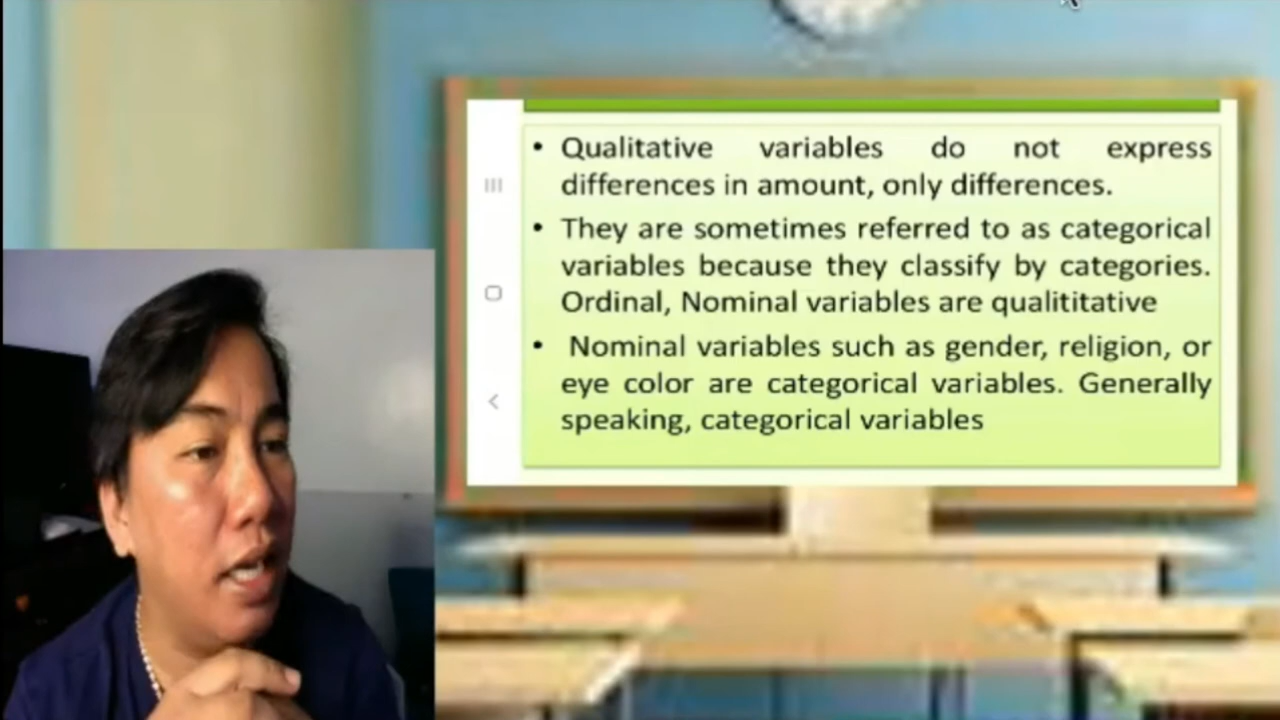 • Qualitative variables do not express
differences in amount, only differences.
• They are sometimes referred to as categorical
variables because they classify by categories.
Ordinal, Nominal variables are qualititative
• Nominal variables such as gender, religion, or
eye color are categorical variables. Generally
speaking, categorical variables